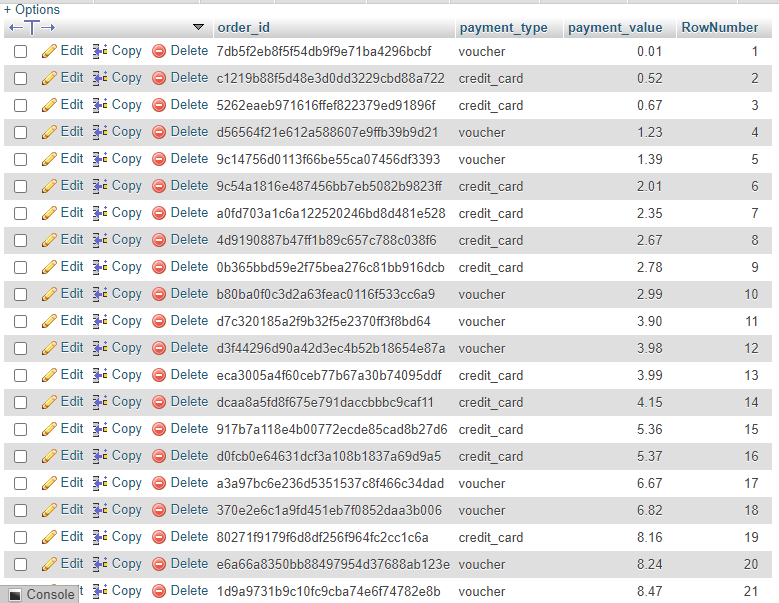 + Options
order_id payment_type payment_value RowNumber
Edit Copy Delete 7db5f2eb8f5f54db9f9e71ba4296bcbf voucher 0.01 1
Edit Copy Delete c1219b88f5d48e3d0dd3229cbd88a722 credit_card 0.52 2
Edit Copy Delete 5262eaeb971616ffef822379ed91896f credit_card 0.67 3
Edit Copy Delete d56564f21e612a588607e9ffb39b9d21 voucher 1.23 4
Edit Copy Delete 9c14756d0113f66be55ca07456df3393 voucher 1.39 5
Edit Copy Delete 9c54a1816e487456bb7eb5082b9823ff credit_card 2.01 6
Edit Copy Delete a0fd703a1c6a122520246bd8d481e528 credit_card 2.35 7
Edit Copy Delete 4d9190887b47ff1b89c657c788c038f6 credit_card 2.67 8
Edit Copy Delete 0b365bbd59e2f75bea276c81bb916dcb credit_card 2.78 9
Edit Copy Delete b80ba0f0c3d2a63feac0116f533cc6a9 voucher 2.99 10
Edit Copy Delete d7c320185a2f9b32f5e2370ff3f8bd64 voucher 3.90 11
Edit Copy Delete d3f44296d90a42d3ec4b52b18654e87a voucher 3.98 12
Edit Copy Delete eca3005a4f60ceb77b67a30b74095ddf credit_card 3.99 13
Edit Copy Delete dcaa8a5fd8f675e791daccbbbc9caf11 credit_card 4.15 14
Edit Copy Delete 917b7a118e4b00772ecde85cad8b27d6 credit_card 5.36 15
Edit Copy Delete d0fcb0e64631dcf3a108b1837a69d9a5 credit_card 5.37 16
Edit Copy Delete a3a97bc6e236d5351537c8f466c34dad voucher 6.67 17
Edit Copy Delete 370e2e6c1a9fd451eb7f0852daa3b006 voucher 6.82 18
Edit Copy Delete 80271f9179f6d8df256f964fc2cc1c6a credit_card 8.16 19
Edit Copy Delete e6a66a8350bb88497954d37688ab123e voucher 8.24 20
Console Copy Delete 1d9a9731b9c10fc9cba74e6f74782e8b voucher 8.47 21